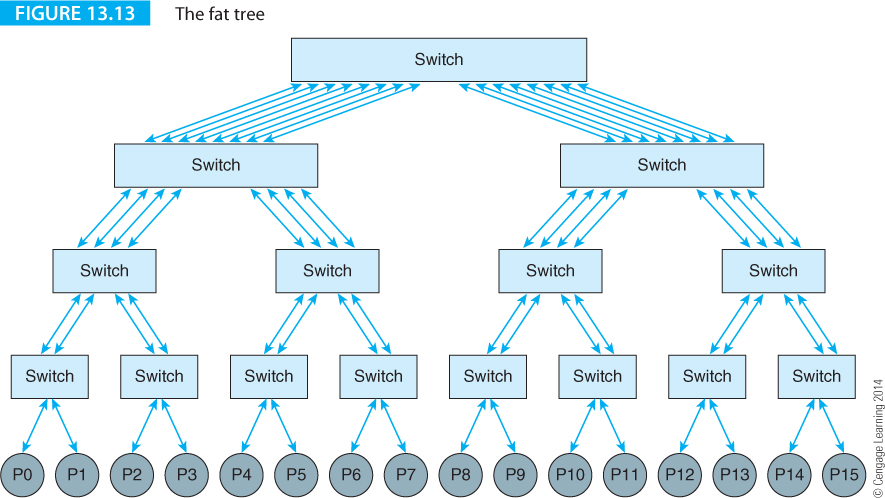 FIGURE 13.13 The fat tree
Switch
Switch Switch
Switch Switch Switch Switch
Switch Switch Switch Switch Switch Switch Switch Switch
P0 P1 P2 P3 P4 P5 P6 P7 P8 P9 P10 P11 P12 P13 P14 P15
© Cengage Learning 2014